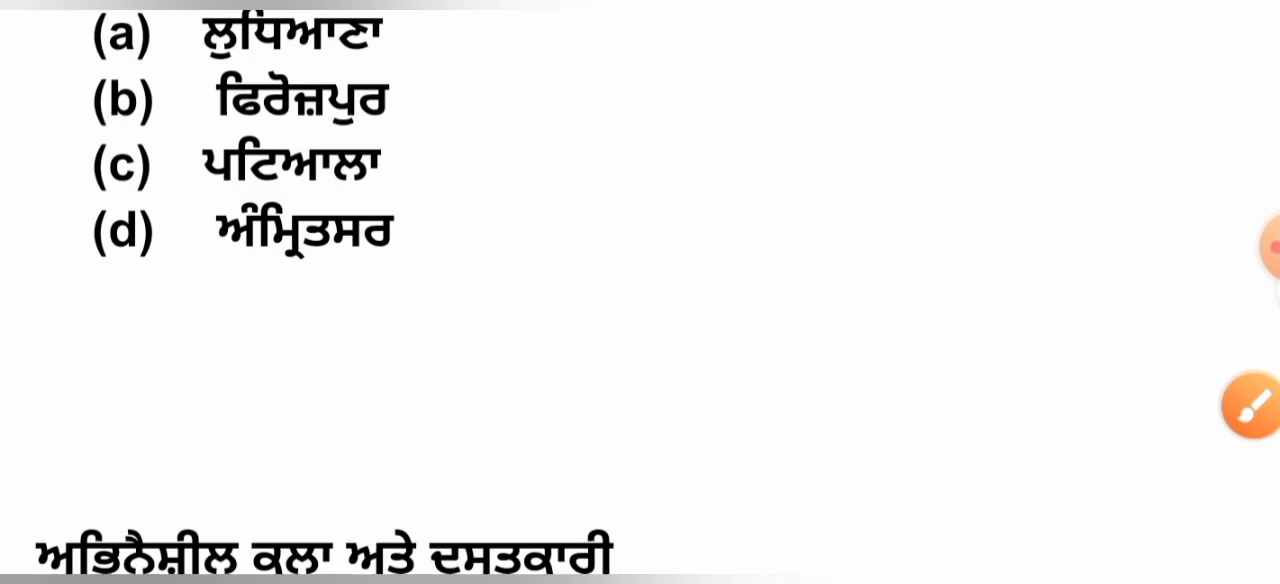 (a) ਲੁਧਿਆਣਾ
(b) ਫਿਰੋਜ਼ਪੁਰ
(c) ਪਟਿਆਲਾ
(d) ਅੰਮ੍ਰਿਤਸਰ
ਅਭਿਨੈਸ਼ੀਲ ਕਲਾ ਅਤੇ ਦਸਤਕਾਰੀ